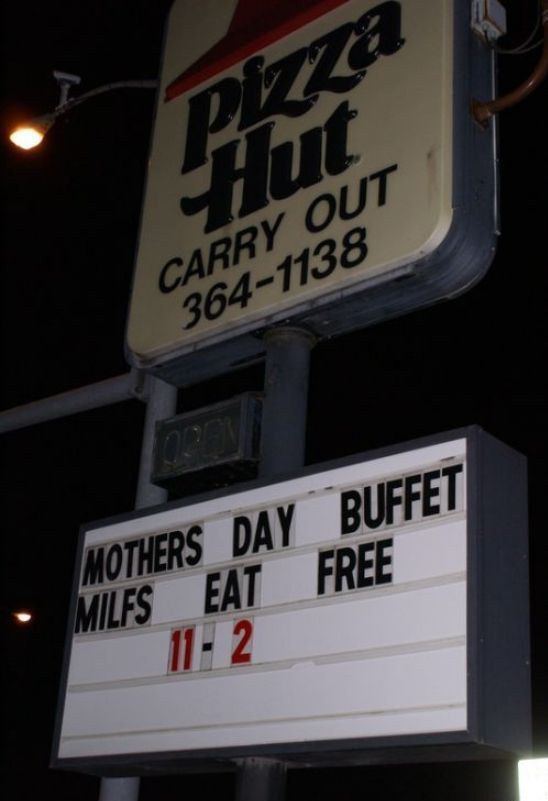 Pizza
Hut
CARRY OUT
364-1138
OPEN
MOTHERS DAY BUFFET
MILFS EAT FREE
11-2